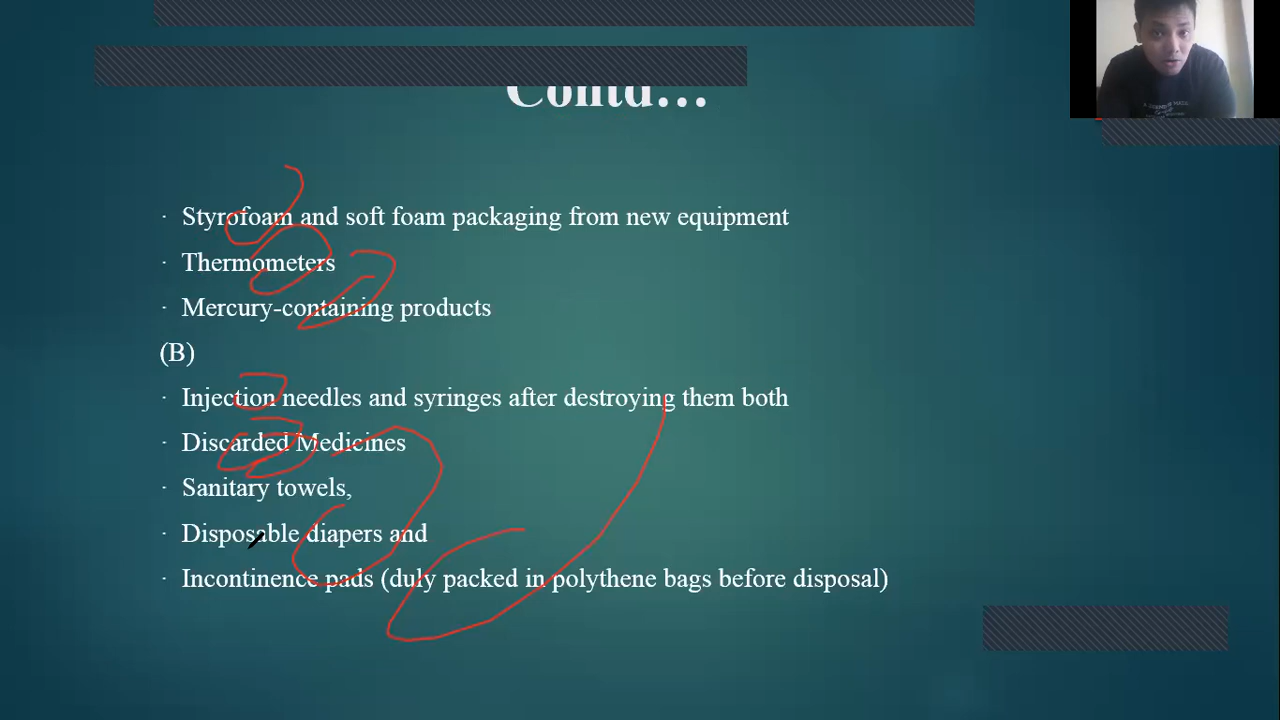 Contd...
· Styrofoam and soft foam packaging from new equipment
· Thermometers
· Mercury-containing products
(B)
· Injection needles and syringes after destroying them both
· Discarded Medicines
· Sanitary towels,
· Disposable diapers and
· Incontinence pads (duly packed in polythene bags before disposal)